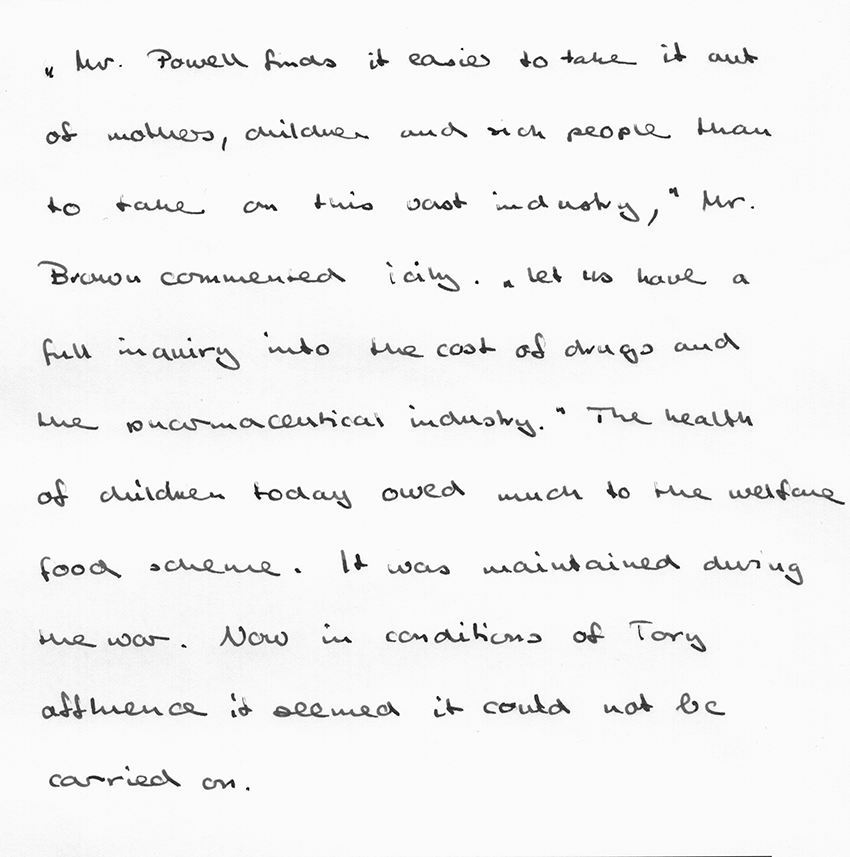 „ Mr. Powell finds it easier to take it out
of mothers, children and sick people than
to take on this vast industry," Mr.
Brown commented icily. „ Let us have a
full inquiry into the cost of drugs and
the pharmaceutical industry." The health
of children today owed much to the welfare
food scheme. It was maintained during
the war. Now in conditions of Tory
affluence it seemed it could not be
carried on.